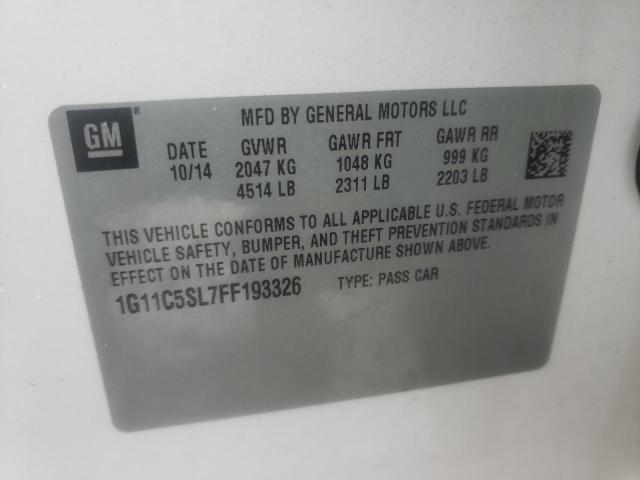 GM®
MFD BY GENERAL MOTORS LLC
DATE GVWR GAWR FRT GAWR RR
10/14 2047 KG 1048 KG 999 KG
4514 LB 2311 LB 2203 LB
THIS VEHICLE CONFORMS TO ALL APPLICABLE U.S. FEDERAL MOTOR
VEHICLE SAFETY, BUMPER, AND THEFT PREVENTION STANDARDS IN
EFFECT ON THE DATE OF MANUFACTURE SHOWN ABOVE.
1G11C5SL7FF193326 TYPE: PASS CAR